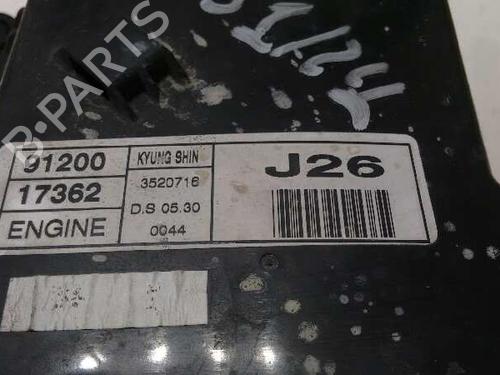 B-PARTS
91200
17362
ENGINE
KYUNG SHIN
3520716
D.S 05.30
0044
J26